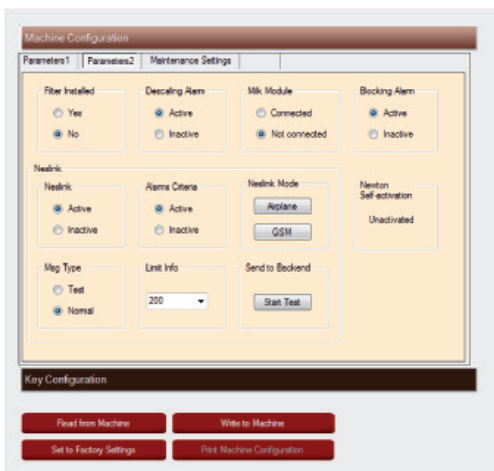 Machine Configuration
Parameters1 Parameters2 Maintenance Settings
Filter Installed Descaling Alarm Milk Module Blocking Alarm
Yes Active Connected Active
No Inactive Not connected Inactive
Neslink
Neslink Alarms Criteria Neslink Mode Newton
Self-activation
Active Active Airplane Unactivated
Inactive Inactive GSM
Msg Type Limit Info Send to Backend
Test 200 Start Test
Normal
Key Configuration
Read from Machine Write to Machine
Set to Factory Settings Print Machine Configuration